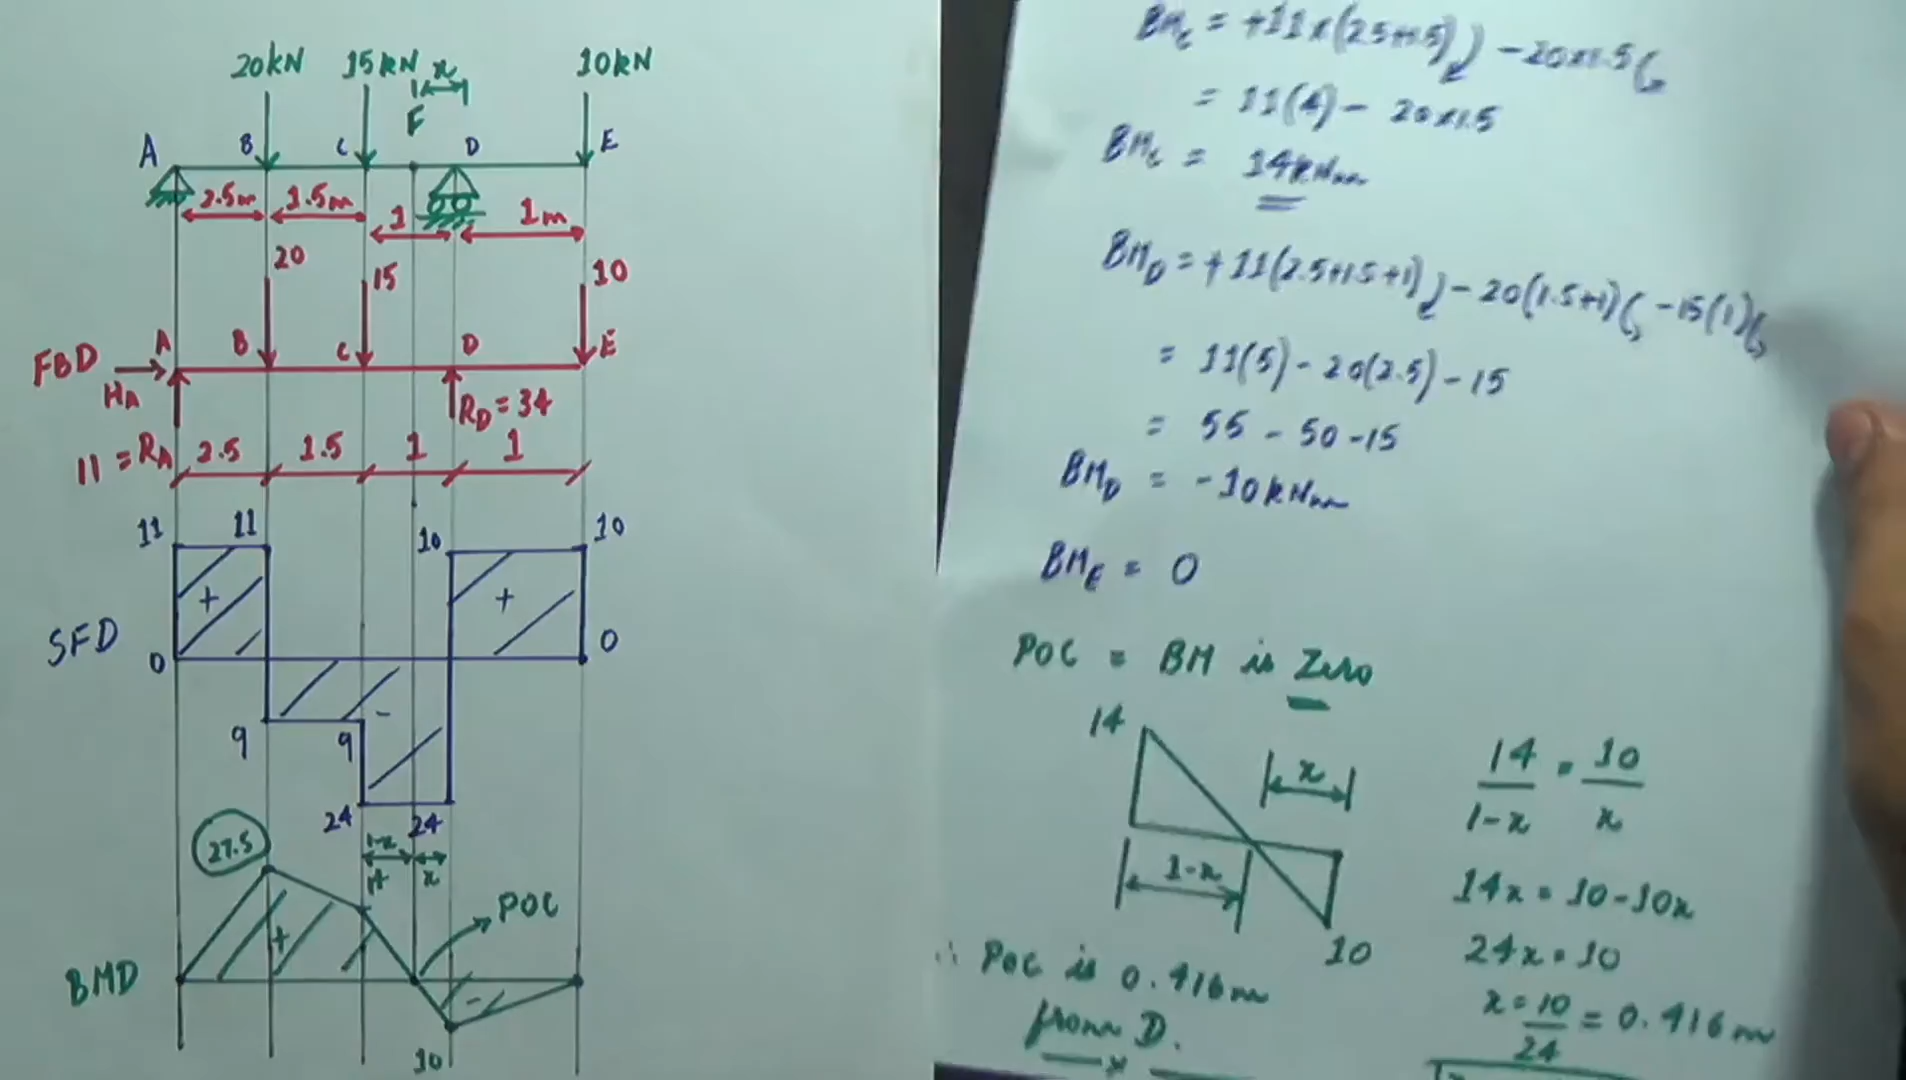 20kN 15kN x 10kN
F
A B C D E
2.5m 1.5m 1 1m
20 15 10
FBD A B C D E
HA
RD = 34
11 = RA 2.5 1.5 1 1
11 11 10 10
+ +
SFD 0 0
-
9 9
24 24
27.5 1-x x
14
POC
+
BMD -
10
BMC = +11x(2.5+1.5) - 20x1.5
= 11(4) - 20x1.5
BMC = 14kNm
BMD = +11(2.5+1.5+1) - 20(1.5+1) - 15(1)
= 11(5) - 20(2.5) - 15
= 55 - 50 - 15
BMD = -10kNm
BME = 0
POC = BM is Zero
14
x
1-x
10
14/1-x = 10/x
14x = 10-10x
24x = 10
x = 10/24 = 0.416m
∴ POC is 0.416m
from D.